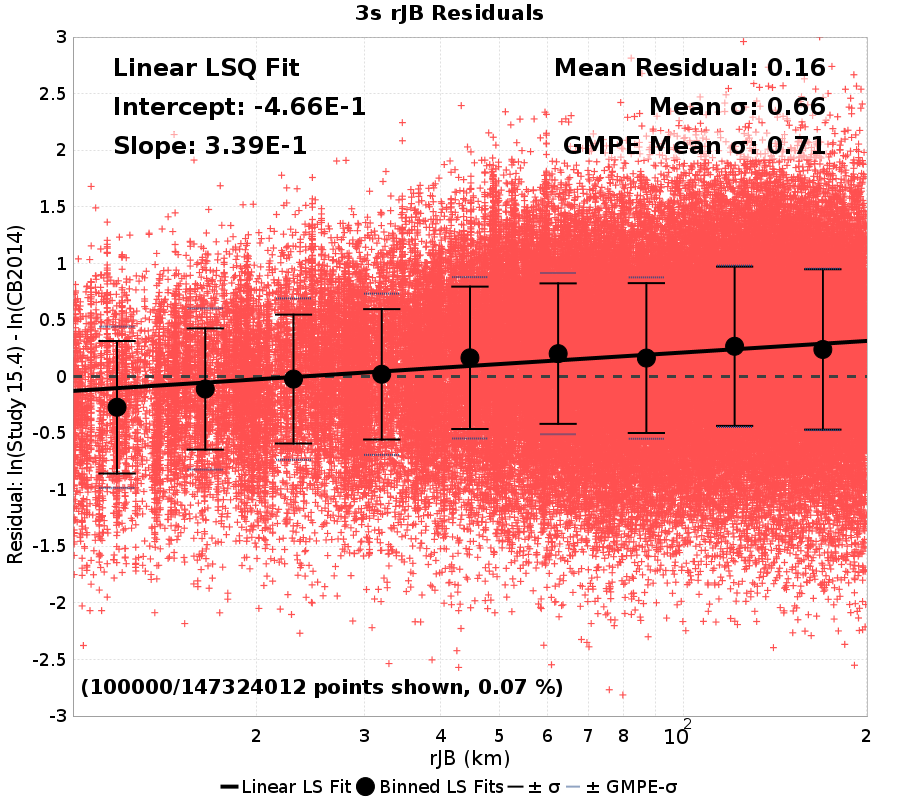 3s rJB Residuals
Linear LSQ Fit
Mean Residual: 0.16
Intercept: -4.66E-1
Mean σ: 0.66
Slope: 3.39E-1
GMPE Mean σ: 0.71
3
2.5
2
1.5
1
0.5
0
-0.5
-1
-1.5
-2
-2.5
-3
Residual: ln(Study 15.4) - ln(CB2014)
(100000/147324012 points shown, 0.07 %)
2 3 4 5 6 7 8 10² 2
rJB (km)
Linear LS Fit Binned LS Fits ± σ ± GMPE-σ